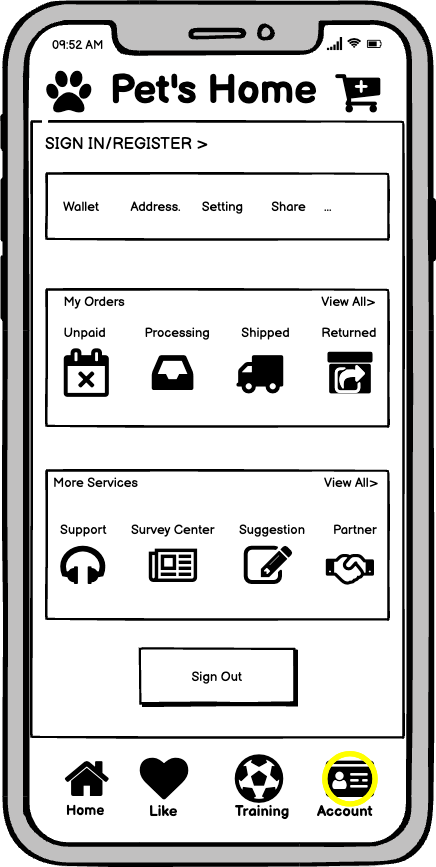 09:52 AM
Pet's Home
SIGN IN/REGISTER >
Wallet Address. Setting Share ...
My Orders View All>
Unpaid Processing Shipped Returned
More Services View All>
Support Survey Center Suggestion Partner
Sign Out
Home Like Training Account